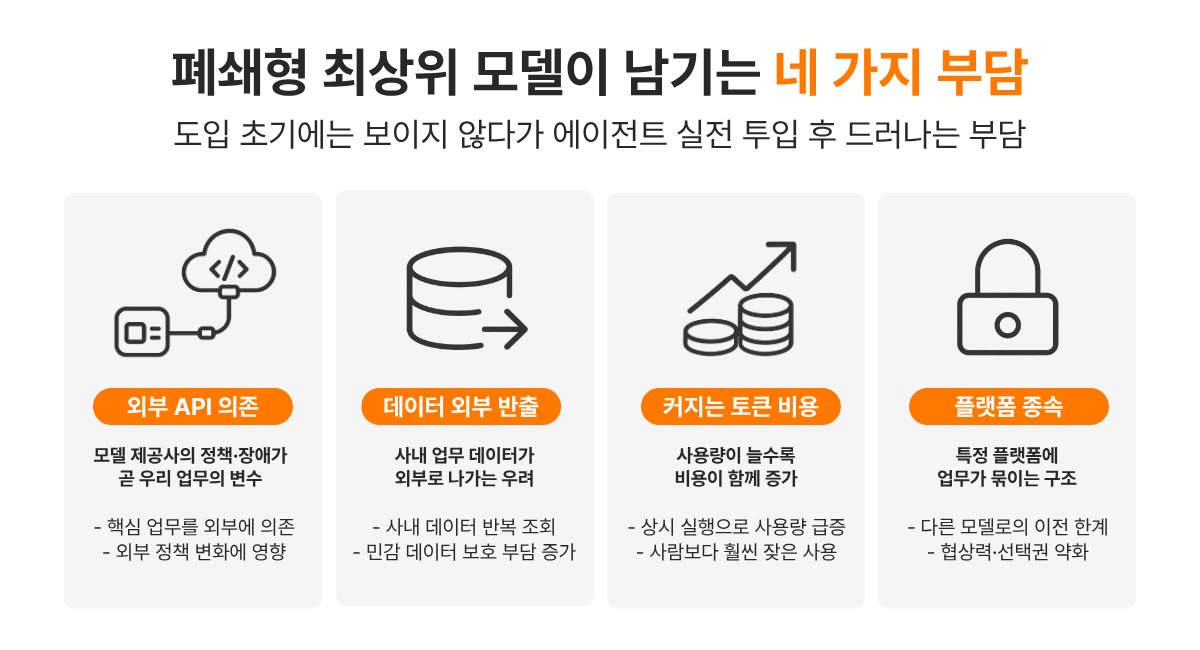 폐쇄형 최상위 모델이 남기는 네 가지 부담
도입 초기에는 보이지 않다가 에이전트 실전 투입 후 드러나는 부담
</>
외부 API 의존
모델 제공사의 정책·장애가
곧 우리 업무의 변수
- 핵심 업무를 외부에 의존
- 외부 정책 변화에 영향
데이터 외부 반출
사내 업무 데이터가
외부로 나가는 우려
- 사내 데이터 반복 조회
- 민감 데이터 보호 부담 증가
커지는 토큰 비용
사용량이 늘수록
비용이 함께 증가
- 상시 실행으로 사용량 급증
- 사람보다 훨씬 잦은 사용
플랫폼 종속
특정 플랫폼에
업무가 묶이는 구조
- 다른 모델로의 이전 한계
- 협상력·선택권 약화